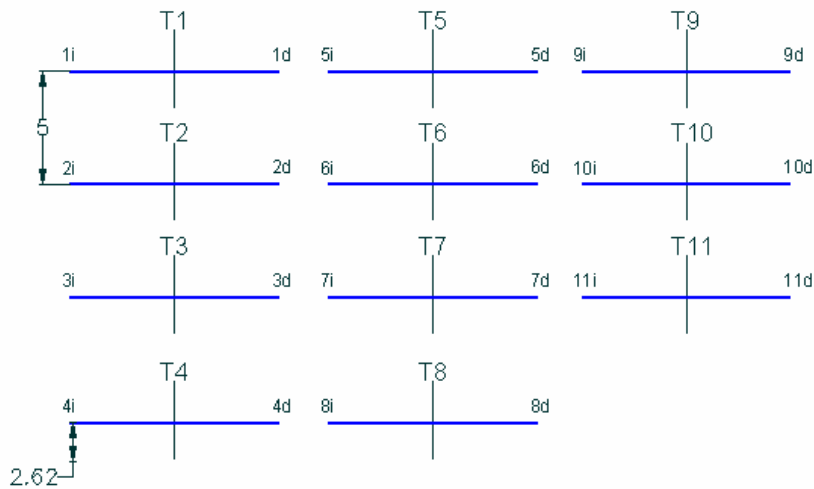 T1 T5 T9
1i 1d 5i 5d 9i 9d
5
T2 T6 T10
2i 2d 6i 6d 10i 10d
T3 T7 T11
3i 3d 7i 7d 11i 11d
T4 T8
4i 4d 8i 8d
2.62